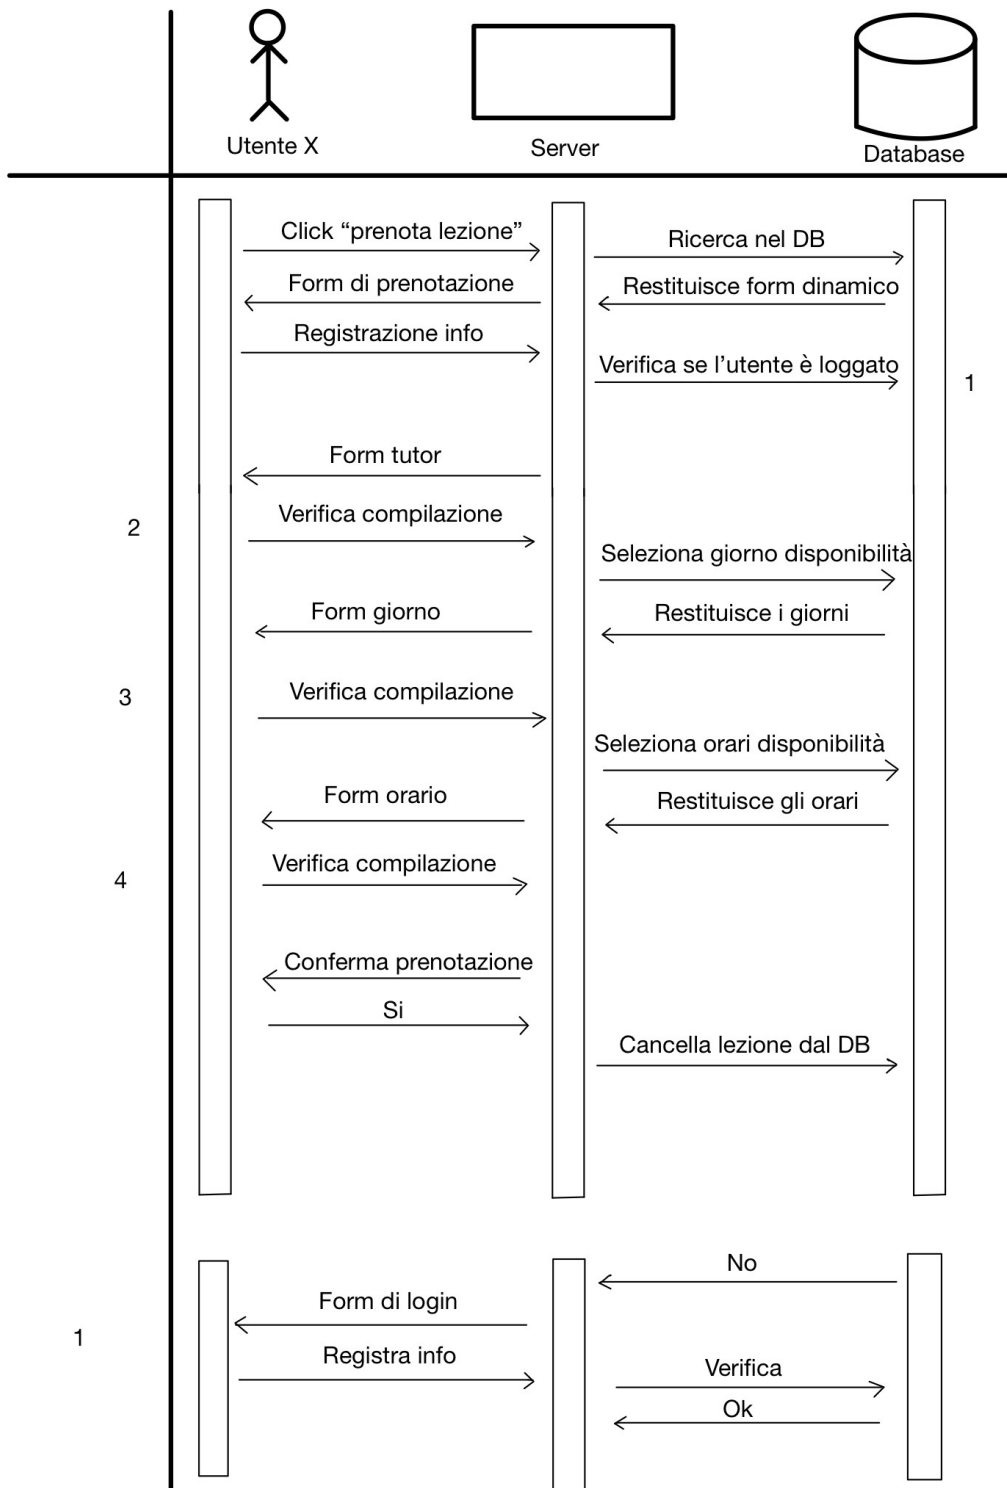 Utente X
Server
Database
Click “prenota lezione”
Ricerca nel DB
Form di prenotazione
Restituisce form dinamico
Registrazione info
Verifica se l’utente è loggato
1
Form tutor
2
Verifica compilazione
Seleziona giorno disponibilità
Form giorno
Restituisce i giorni
3
Verifica compilazione
Seleziona orari disponibilità
Form orario
Restituisce gli orari
4
Verifica compilazione
Conferma prenotazione
Si
Cancella lezione dal DB
No
Form di login
1
Registra info
Verifica
Ok